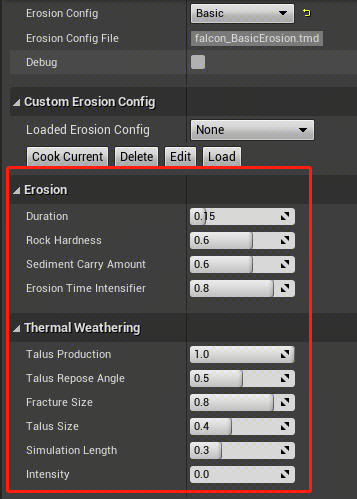 Erosion Config Basic
Erosion Config File falcon_BasicErosion.tmd
Debug
Custom Erosion Config
Loaded Erosion Config None
Cook Current Delete Edit Load
Erosion
Duration 0.15
Rock Hardness 0.6
Sediment Carry Amount 0.6
Erosion Time Intensifier 0.8
Thermal Weathering
Talus Production 1.0
Talus Repose Angle 0.5
Fracture Size 0.8
Talus Size 0.4
Simulation Length 0.3
Intensity 0.0